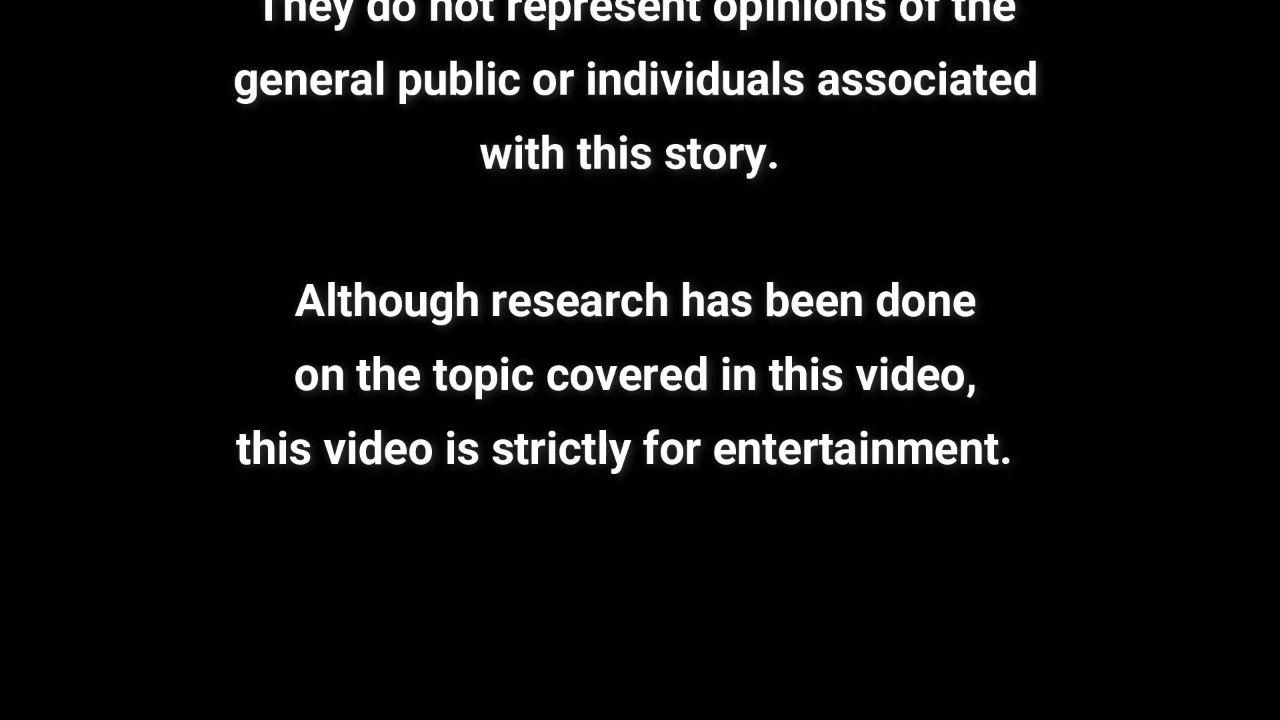 They do not represent opinions of the
general public or individuals associated
with this story.
Although research has been done
on the topic covered in this video,
this video is strictly for entertainment.